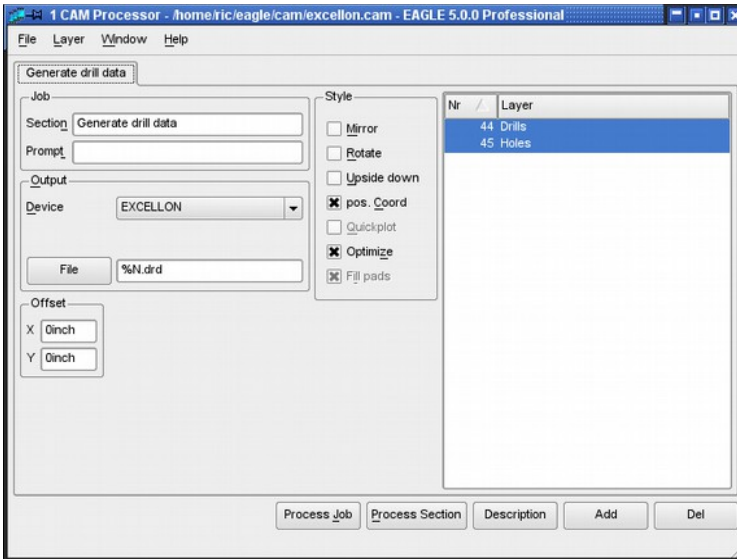 1 CAM Processor - /home/ric/eagle/cam/excellon.cam - EAGLE 5.0.0 Professional
File Layer Window Help
Generate drill data
Job
Section Generate drill data
Prompt
Output
Device EXCELLON
File %N.drd
Offset
X 0inch
Y 0inch
Style
Mirror
Rotate
Upside down
pos. Coord
Quickplot
Optimize
Fill pads
Nr Layer
44 Drills
45 Holes
Process Job Process Section Description Add Del